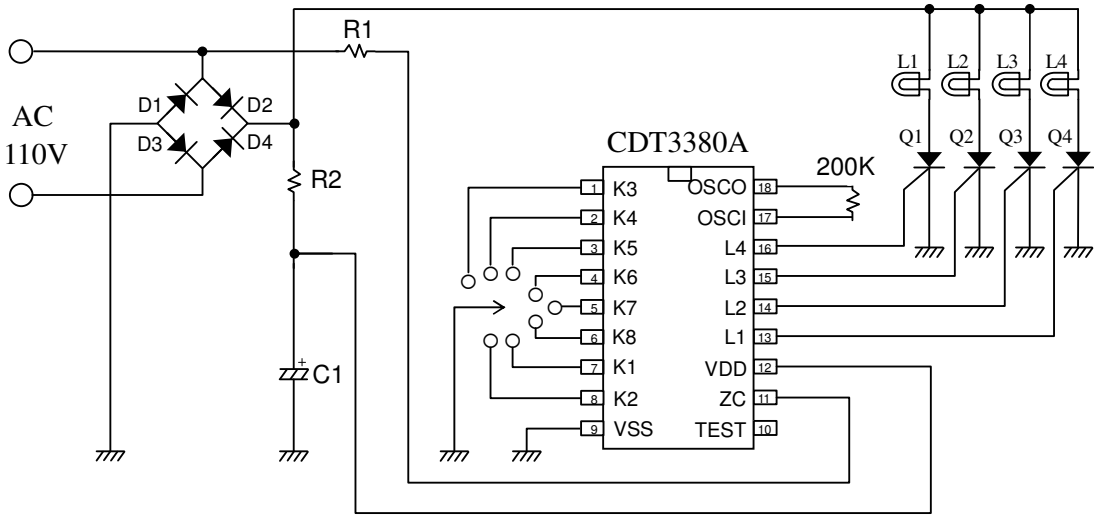 R1
L1 L2 L3 L4
D1 D2
AC
110V
D3 D4
Q1 Q2 Q3 Q4
CDT3380A
200K
R2
1 K3 OSCO 18
2 K4 OSCI 17
3 K5 L4 16
4 K6 L3 15
5 K7 L2 14
6 K8 L1 13
+
C1
7 K1 VDD 12
8 K2 ZC 11
9 VSS TEST 10